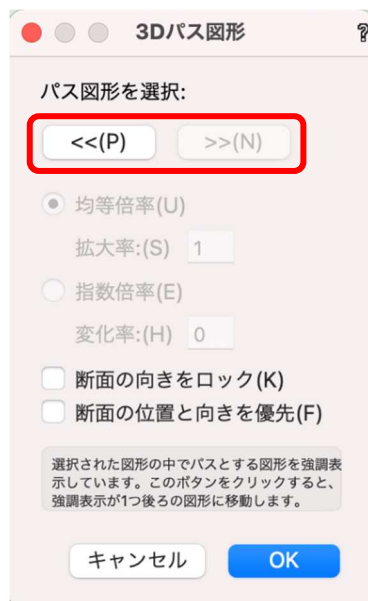 3Dパス図形
?
パス図形を選択:
<<(P) >>(N)
均等倍率(U)
拡大率:(S) 1
指数倍率(E)
変化率:(H) 0
断面の向きをロック(K)
断面の位置と向きを優先(F)
選択された図形の中でパスとする図形を強調表
示しています。このボタンをクリックすると、
強調表示が1つ後ろの図形に移動します。
キャンセル OK